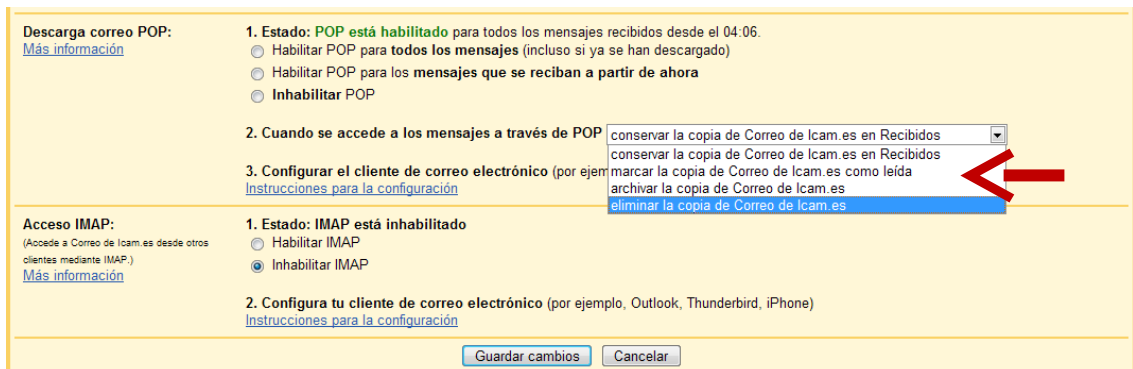 Descarga correo POP:
Más información
1. Estado: POP está habilitado para todos los mensajes recibidos desde el 04:06.
Habilitar POP para todos los mensajes (incluso si ya se han descargado)
Habilitar POP para los mensajes que se reciban a partir de ahora
Inhabilitar POP
2. Cuando se accede a los mensajes a través de POP conservar la copia de Correo de Icam.es en Recibidos
conservar la copia de Correo de Icam.es en Recibidos
marcar la copia de Correo de Icam.es como leída
archivar la copia de Correo de Icam.es
eliminar la copia de Correo de Icam.es
3. Configurar el cliente de correo electrónico (por ejem
Instrucciones para la configuración
Acceso IMAP:
(Accede a Correo de Icam.es desde otros
clientes mediante IMAP.)
Más información
1. Estado: IMAP está inhabilitado
Habilitar IMAP
Inhabilitar IMAP
2. Configura tu cliente de correo electrónico (por ejemplo, Outlook, Thunderbird, iPhone)
Instrucciones para la configuración
Guardar cambios Cancelar